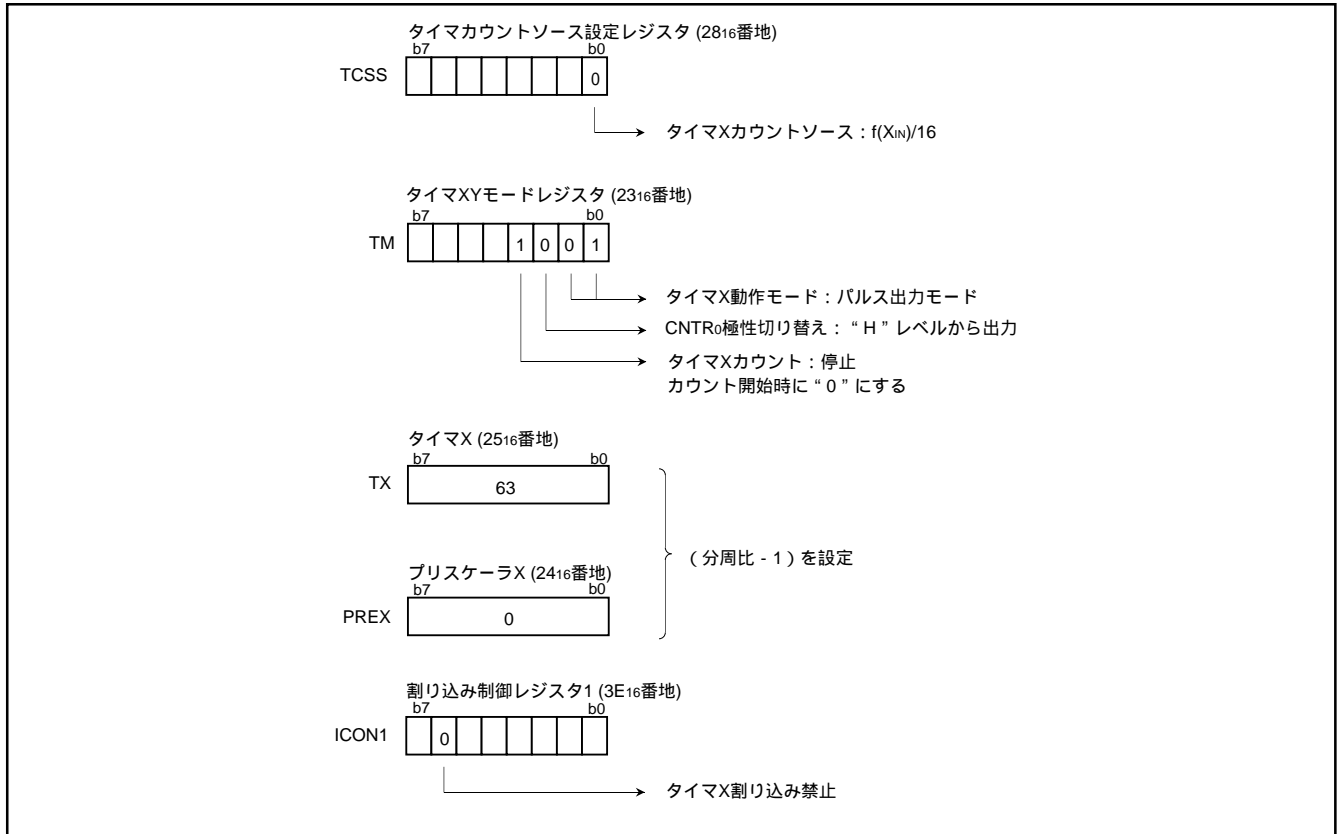 タイマカウントソース設定レジスタ (2816番地)
b7 b0
TCSS 0
タイマXカウントソース : f(XIN)/16
タイマXYモードレジスタ (2316番地)
b7 b0
TM 1 0 0 1
タイマX動作モード : パルス出力モード
CNTR0極性切り替え : “H” レベルから出力
タイマXカウント : 停止
カウント開始時に “0” にする
タイマX (2516番地)
b7 b0
TX 63
(分周比 - 1) を設定
プリスケーラX (2416番地)
b7 b0
PREX 0
割り込み制御レジスタ1 (3E16番地)
b7 b0
ICON1 0
タイマX割り込み禁止